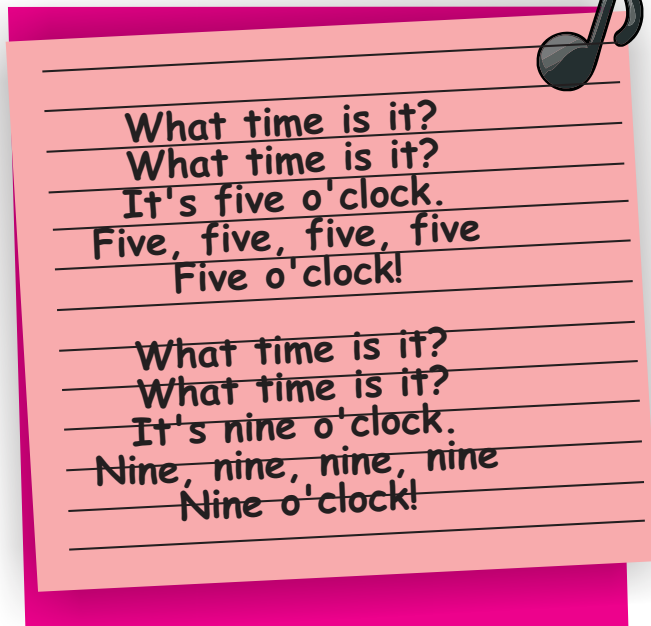 What time is it?
What time is it?
It's five o'clock.
Five, five, five, five
Five o'clock!
What time is it?
What time is it?
It's nine o'clock.
Nine, nine, nine, nine
Nine o'clock!